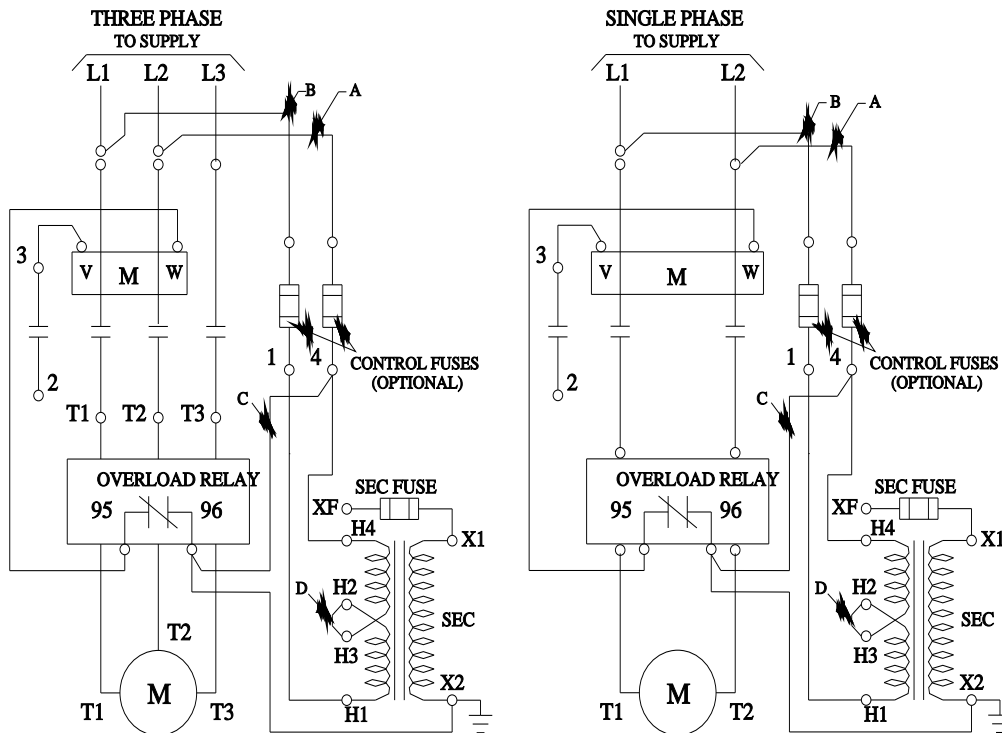 THREE PHASE
TO SUPPLY
L1 L2 L3
B
A
3
V M W
1 4
CONTROL FUSES
(OPTIONAL)
2
C
T1 T2 T3
OVERLOAD RELAY
95 96
SEC FUSE
XF
H4
X1
D
H2
H3
SEC
T2
M
T1 T3
X2
H1
SINGLE PHASE
TO SUPPLY
L1 L2
B
A
3
V M W
1 4
CONTROL FUSES
(OPTIONAL)
2
C
OVERLOAD RELAY
95 96
SEC FUSE
XF
H4
X1
D
H2
H3
SEC
M
T1 T2
X2
H1